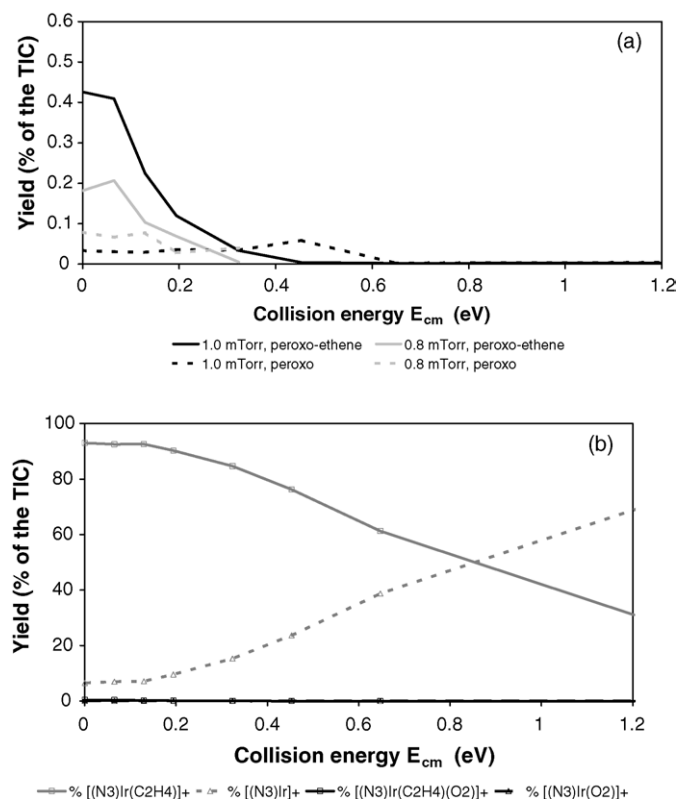 (a)
Yield (% of the TIC)
0.6
0.5
0.4
0.3
0.2
0.1
0
0
0.2
0.4
0.6
0.8
1
1.2
Collision energy E_cm (eV)
1.0 mTorr, peroxo-ethene
0.8 mTorr, peroxo-ethene
1.0 mTorr, peroxo
0.8 mTorr, peroxo
(b)
Yield (% of the TIC)
100
80
60
40
20
0
0
0.2
0.4
0.6
0.8
1
1.2
Collision energy E_cm (eV)
% [(N3)Ir(C2H4)]+
% [(N3)Ir]+
% [(N3)Ir(C2H4)(O2)]+
% [(N3)Ir(O2)]+